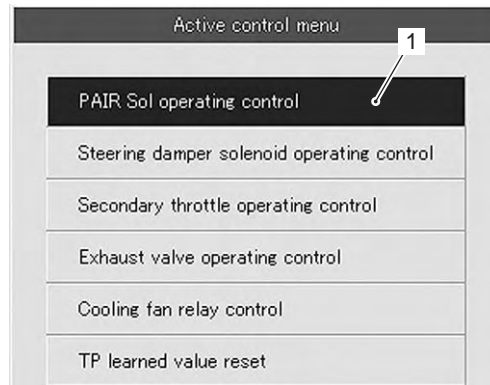 Active control menu
1
PAIR Sol operating control
Steering damper solenoid operating control
Secondary throttle operating control
Exhaust valve operating control
Cooling fan relay control
TP learned value reset